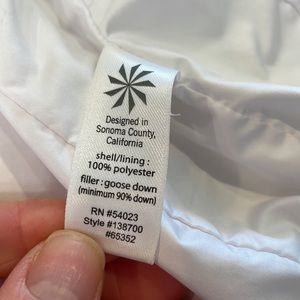 Designed in
Sonoma County,
California
shell/lining :
100% polyester
filler : goose down
(minimum 90% down)
RN #54023
Style #138700
#65352